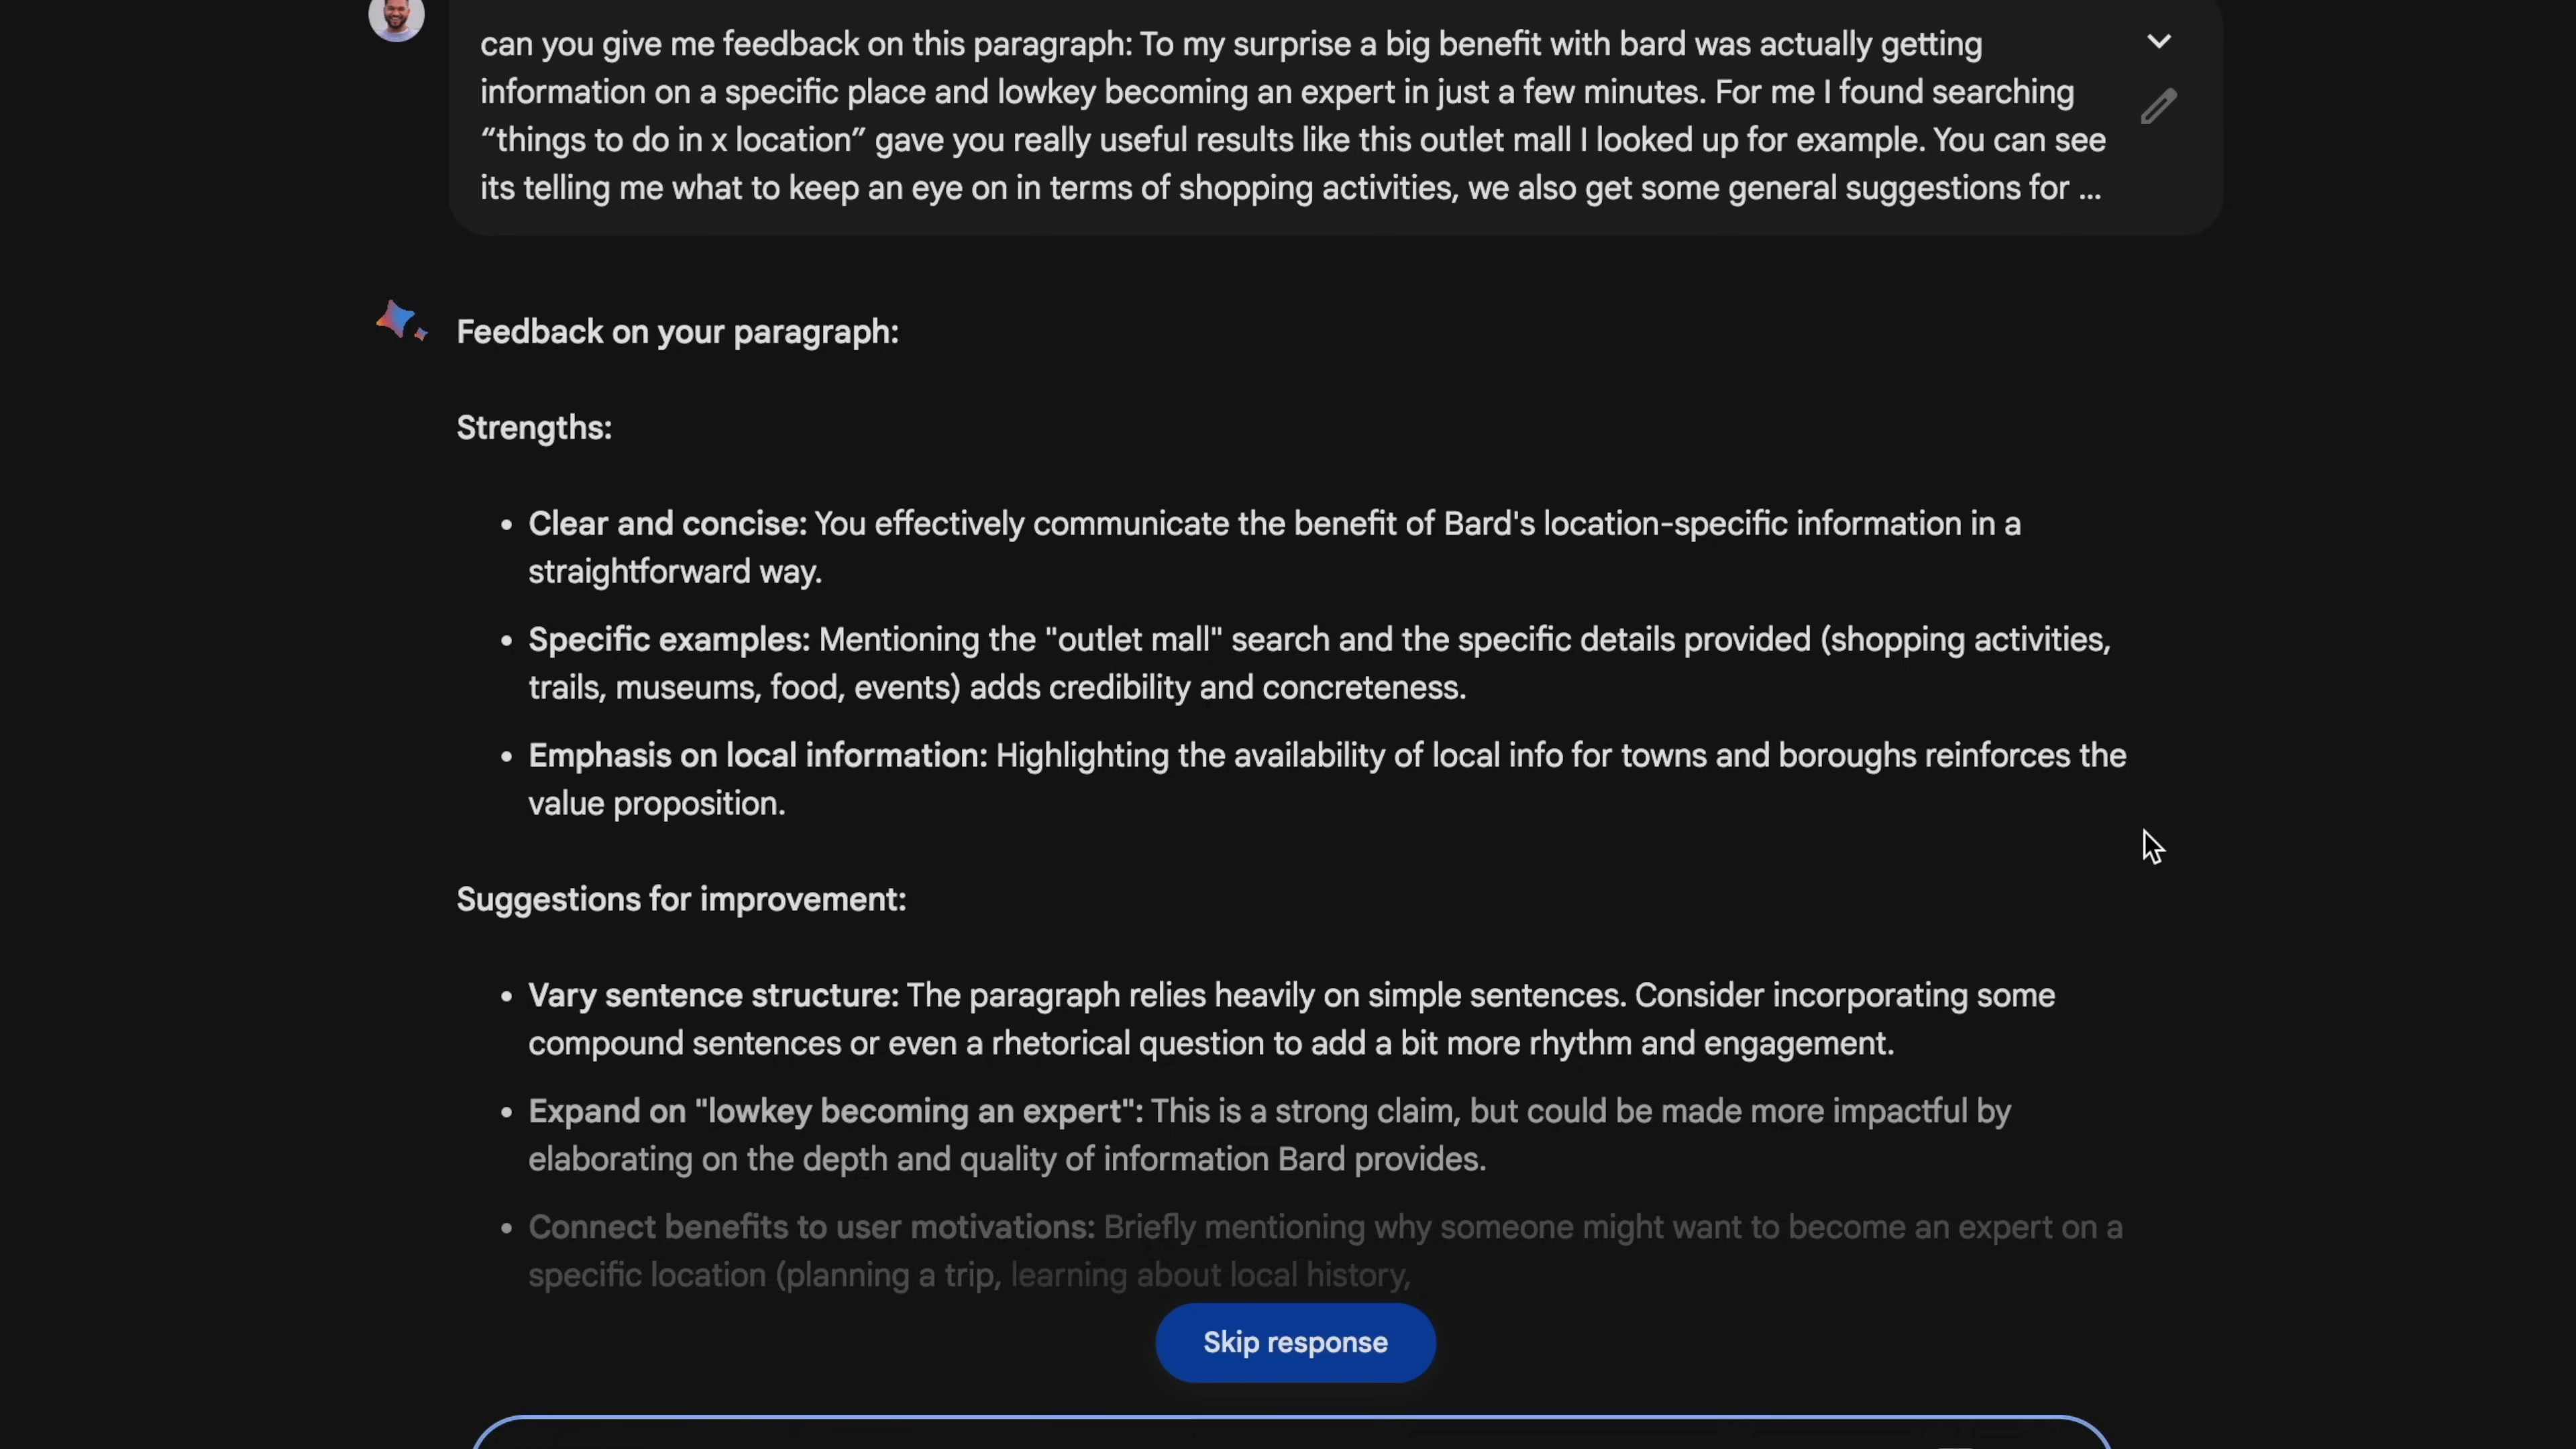 can you give me feedback on this paragraph: To my surprise a big benefit with bard was actually getting
information on a specific place and lowkey becoming an expert in just a few minutes. For me I found searching
“things to do in x location” gave you really useful results like this outlet mall I looked up for example. You can see
its telling me what to keep an eye on in terms of shopping activities, we also get some general suggestions for ...
Feedback on your paragraph:
Strengths:
• Clear and concise: You effectively communicate the benefit of Bard's location-specific information in a
straightforward way.
• Specific examples: Mentioning the "outlet mall" search and the specific details provided (shopping activities,
trails, museums, food, events) adds credibility and concreteness.
• Emphasis on local information: Highlighting the availability of local info for towns and boroughs reinforces the
value proposition.
Suggestions for improvement:
• Vary sentence structure: The paragraph relies heavily on simple sentences. Consider incorporating some
compound sentences or even a rhetorical question to add a bit more rhythm and engagement.
• Expand on "lowkey becoming an expert": This is a strong claim, but could be made more impactful by
elaborating on the depth and quality of information Bard provides.
• Connect benefits to user motivations: Briefly mentioning why someone might want to become an expert on a
specific location (planning a trip, learning about local history,
Skip response